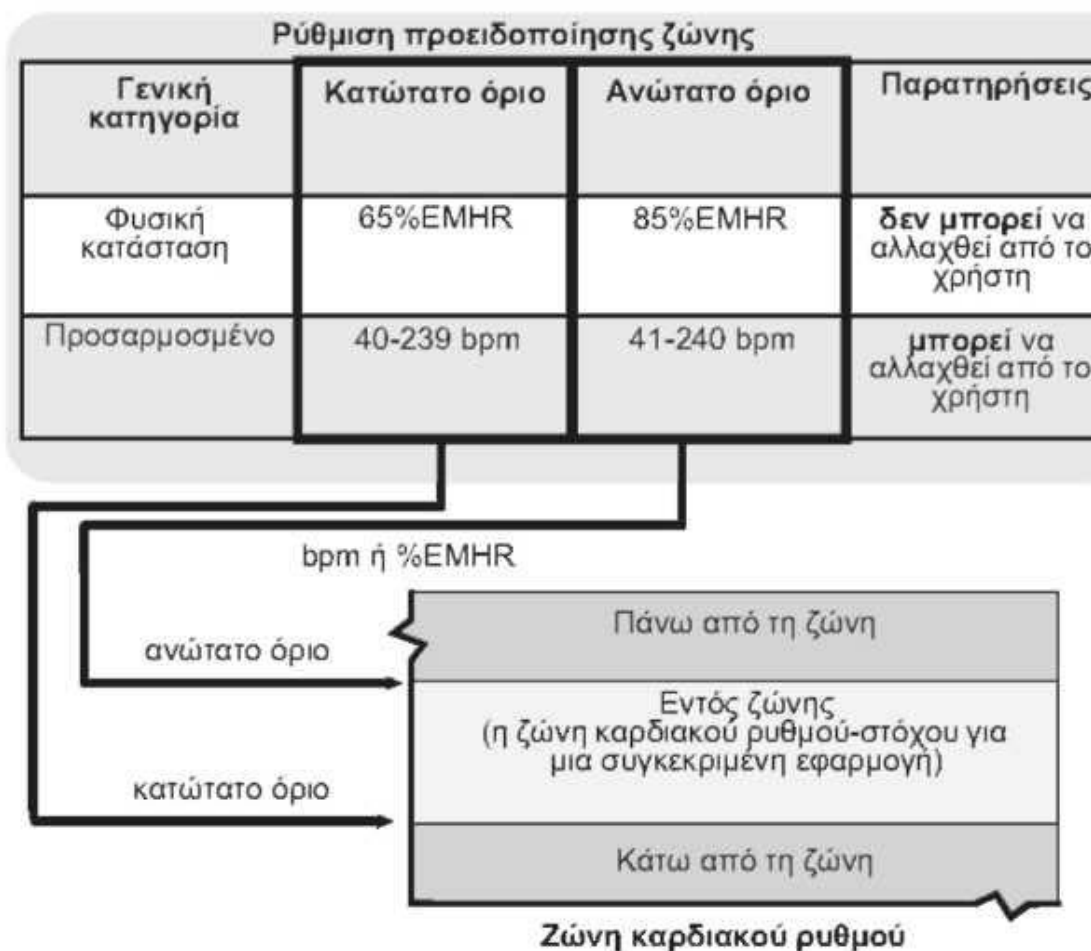 Ρύθμιση προειδοποίησης ζώνης
Γενική
κατηγορία
Κατώτατο όριο
Ανώτατο όριο
Παρατηρήσεις
Φυσική
κατάσταση
65%EMHR
85%EMHR
δεν μπορεί να
αλλαχθεί από το
χρήστη
Προσαρμοσμένο
40-239 bpm
41-240 bpm
μπορεί να
αλλαχθεί από το
χρήστη
bpm ή %EMHR
Πάνω από τη ζώνη
ανώτατο όριο
Εντός ζώνης
(η ζώνη καρδιακού ρυθμού-στόχου για
μια συγκεκριμένη εφαρμογή)
κατώτατο όριο
Κάτω από τη ζώνη
Ζώνη καρδιακού ρυθμού